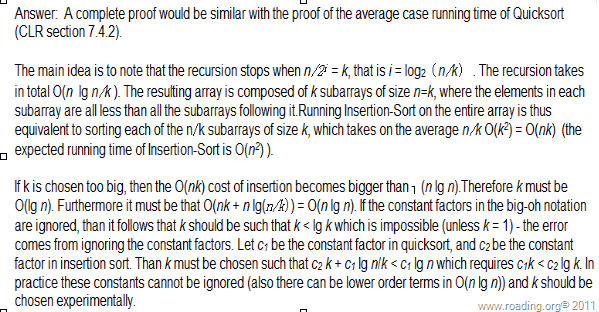 Answer: A complete proof would be similar with the proof of the average case running time of Quicksort
(CLR section 7.4.2).
The main idea is to note that the recursion stops when n/2ⁱ = k, that is i = log₂ (n/k) . The recursion takes
in total O(n lg n/k). The resulting array is composed of k subarrays of size n=k, where the elements in each
subarray are all less than all the subarrays following it.Running Insertion-Sort on the entire array is thus
equivalent to sorting each of the n/k subarrays of size k, which takes on the average n/k O(k²) = O(nk) (the
expected running time of Insertion-Sort is O(n²)).
If k is chosen too big, then the O(nk) cost of insertion becomes bigger than ₁ (n lg n).Therefore k must be
O(lg n). Furthermore it must be that O(nk + n lg(n/k)) = O(n lg n). If the constant factors in the big-oh notation
are ignored, than it follows that k should be such that k < lg k which is impossible (unless k = 1) - the error
comes from ignoring the constant factors. Let c₁ be the constant factor in quicksort, and c₂ be the constant
factor in insertion sort. Than k must be chosen such that c₂ k + c₁ lg n/k < c₁ lg n which requires c₁k < c₂ lg k. In
practice these constants cannot be ignored (also there can be lower order terms in O(n lg n)) and k should be
chosen experimentally.
www.roading.org® 2011